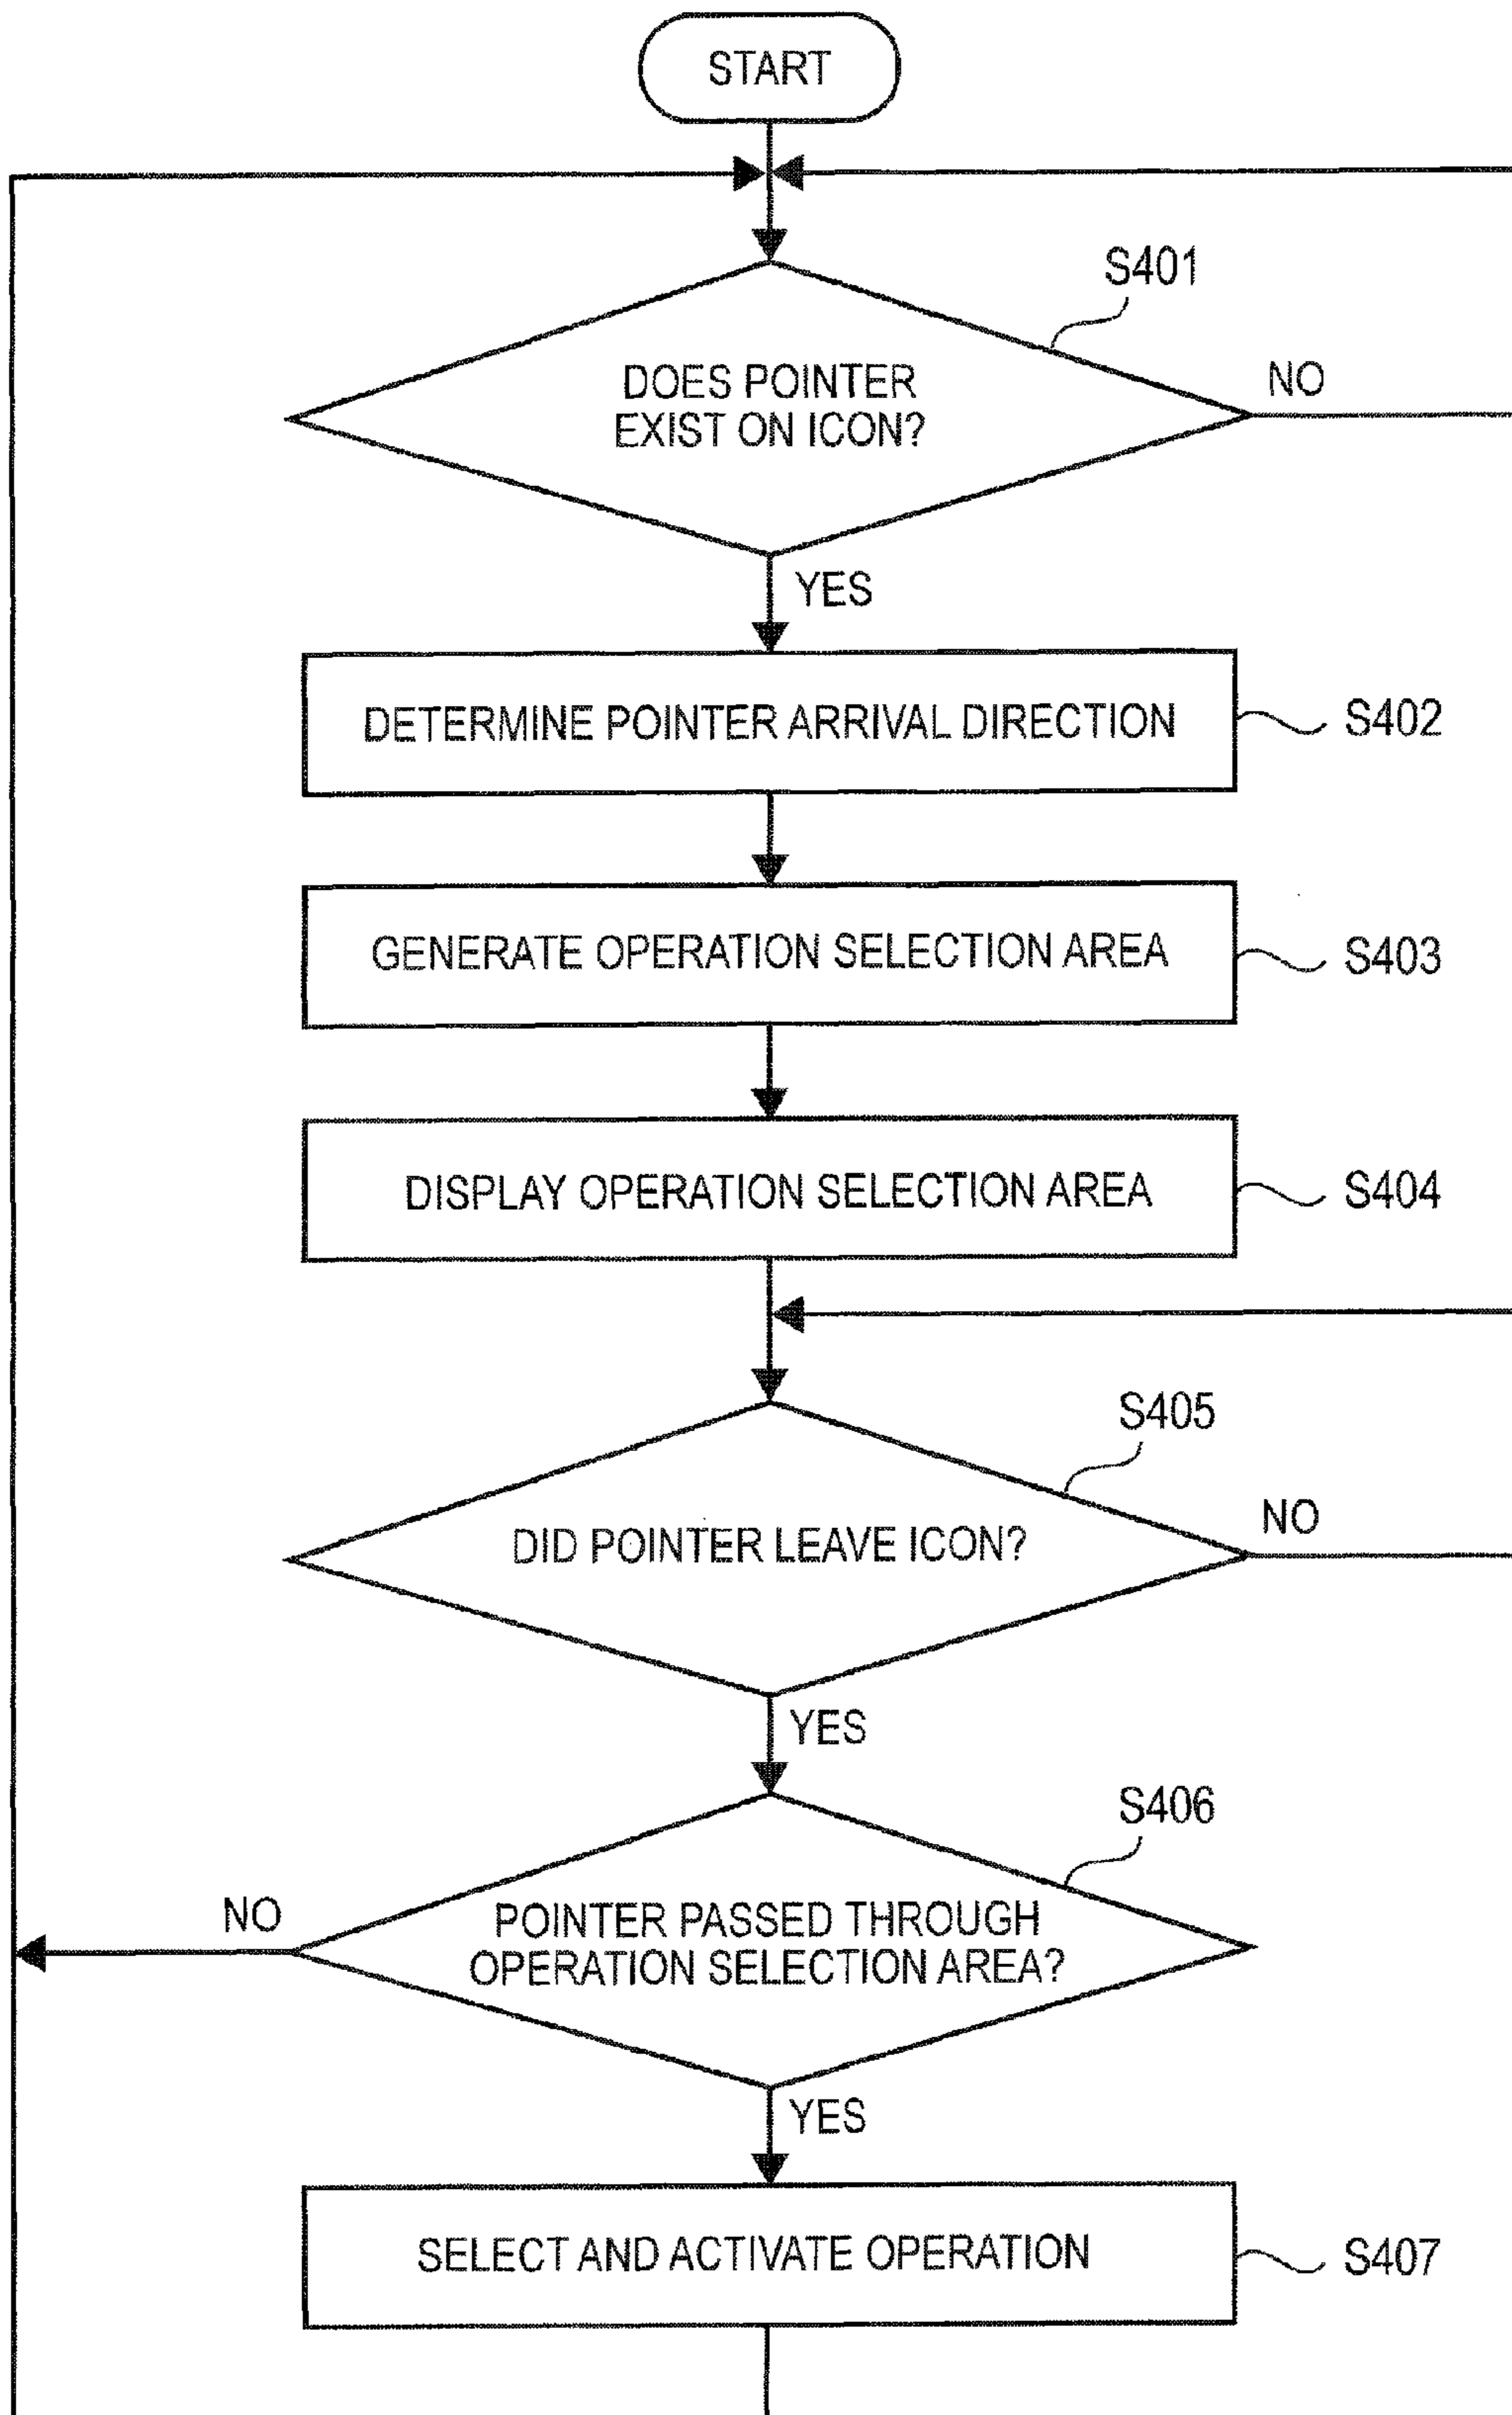 START
S401
DOES POINTER
EXIST ON ICON?
NO
YES
DETERMINE POINTER ARRIVAL DIRECTION
S402
GENERATE OPERATION SELECTION AREA
S403
DISPLAY OPERATION SELECTION AREA
S404
S405
DID POINTER LEAVE ICON?
NO
YES
S406
NO
POINTER PASSED THROUGH
OPERATION SELECTION AREA?
YES
SELECT AND ACTIVATE OPERATION
S407